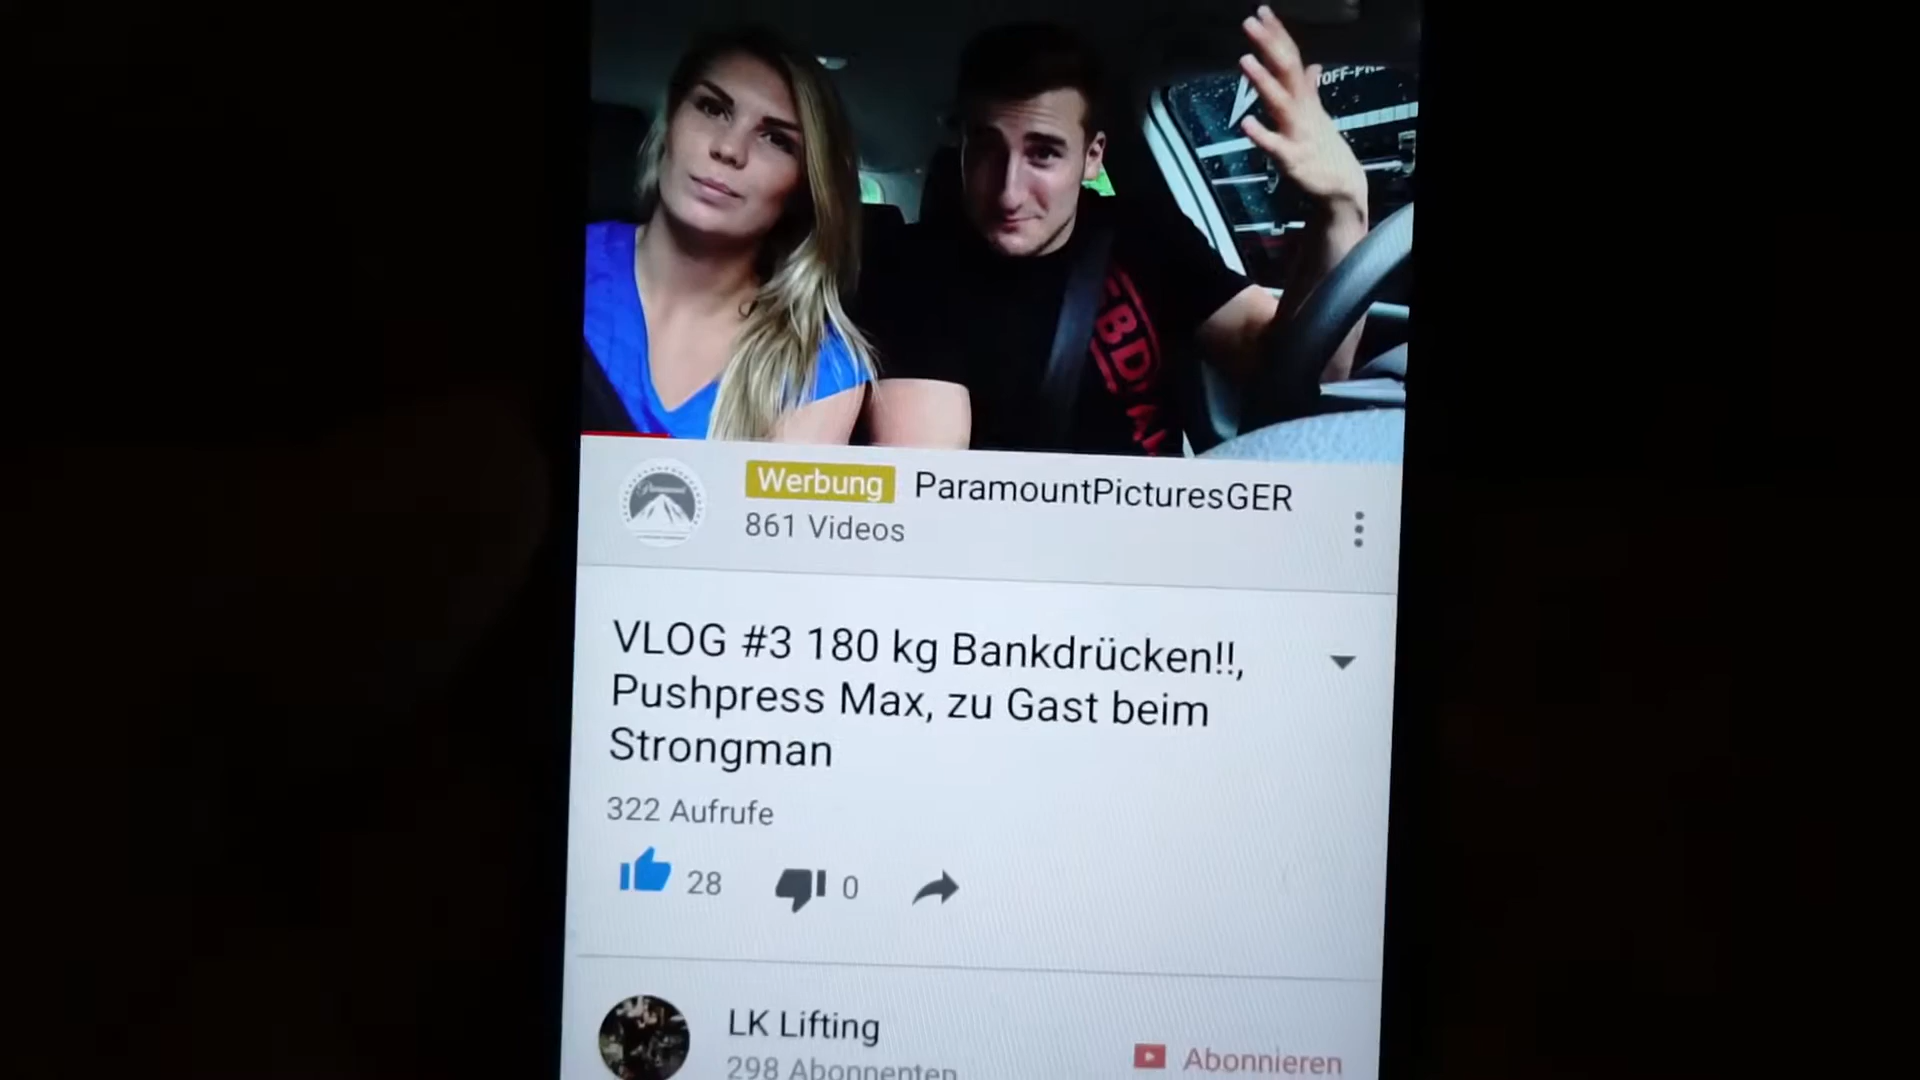 Werbung ParamountPicturesGER
861 Videos
VLOG #3 180 kg Bankdrücken!!,
Pushpress Max, zu Gast beim
Strongman
322 Aufrufe
28 0
LK Lifting
298 Abonnenten
Abonnieren